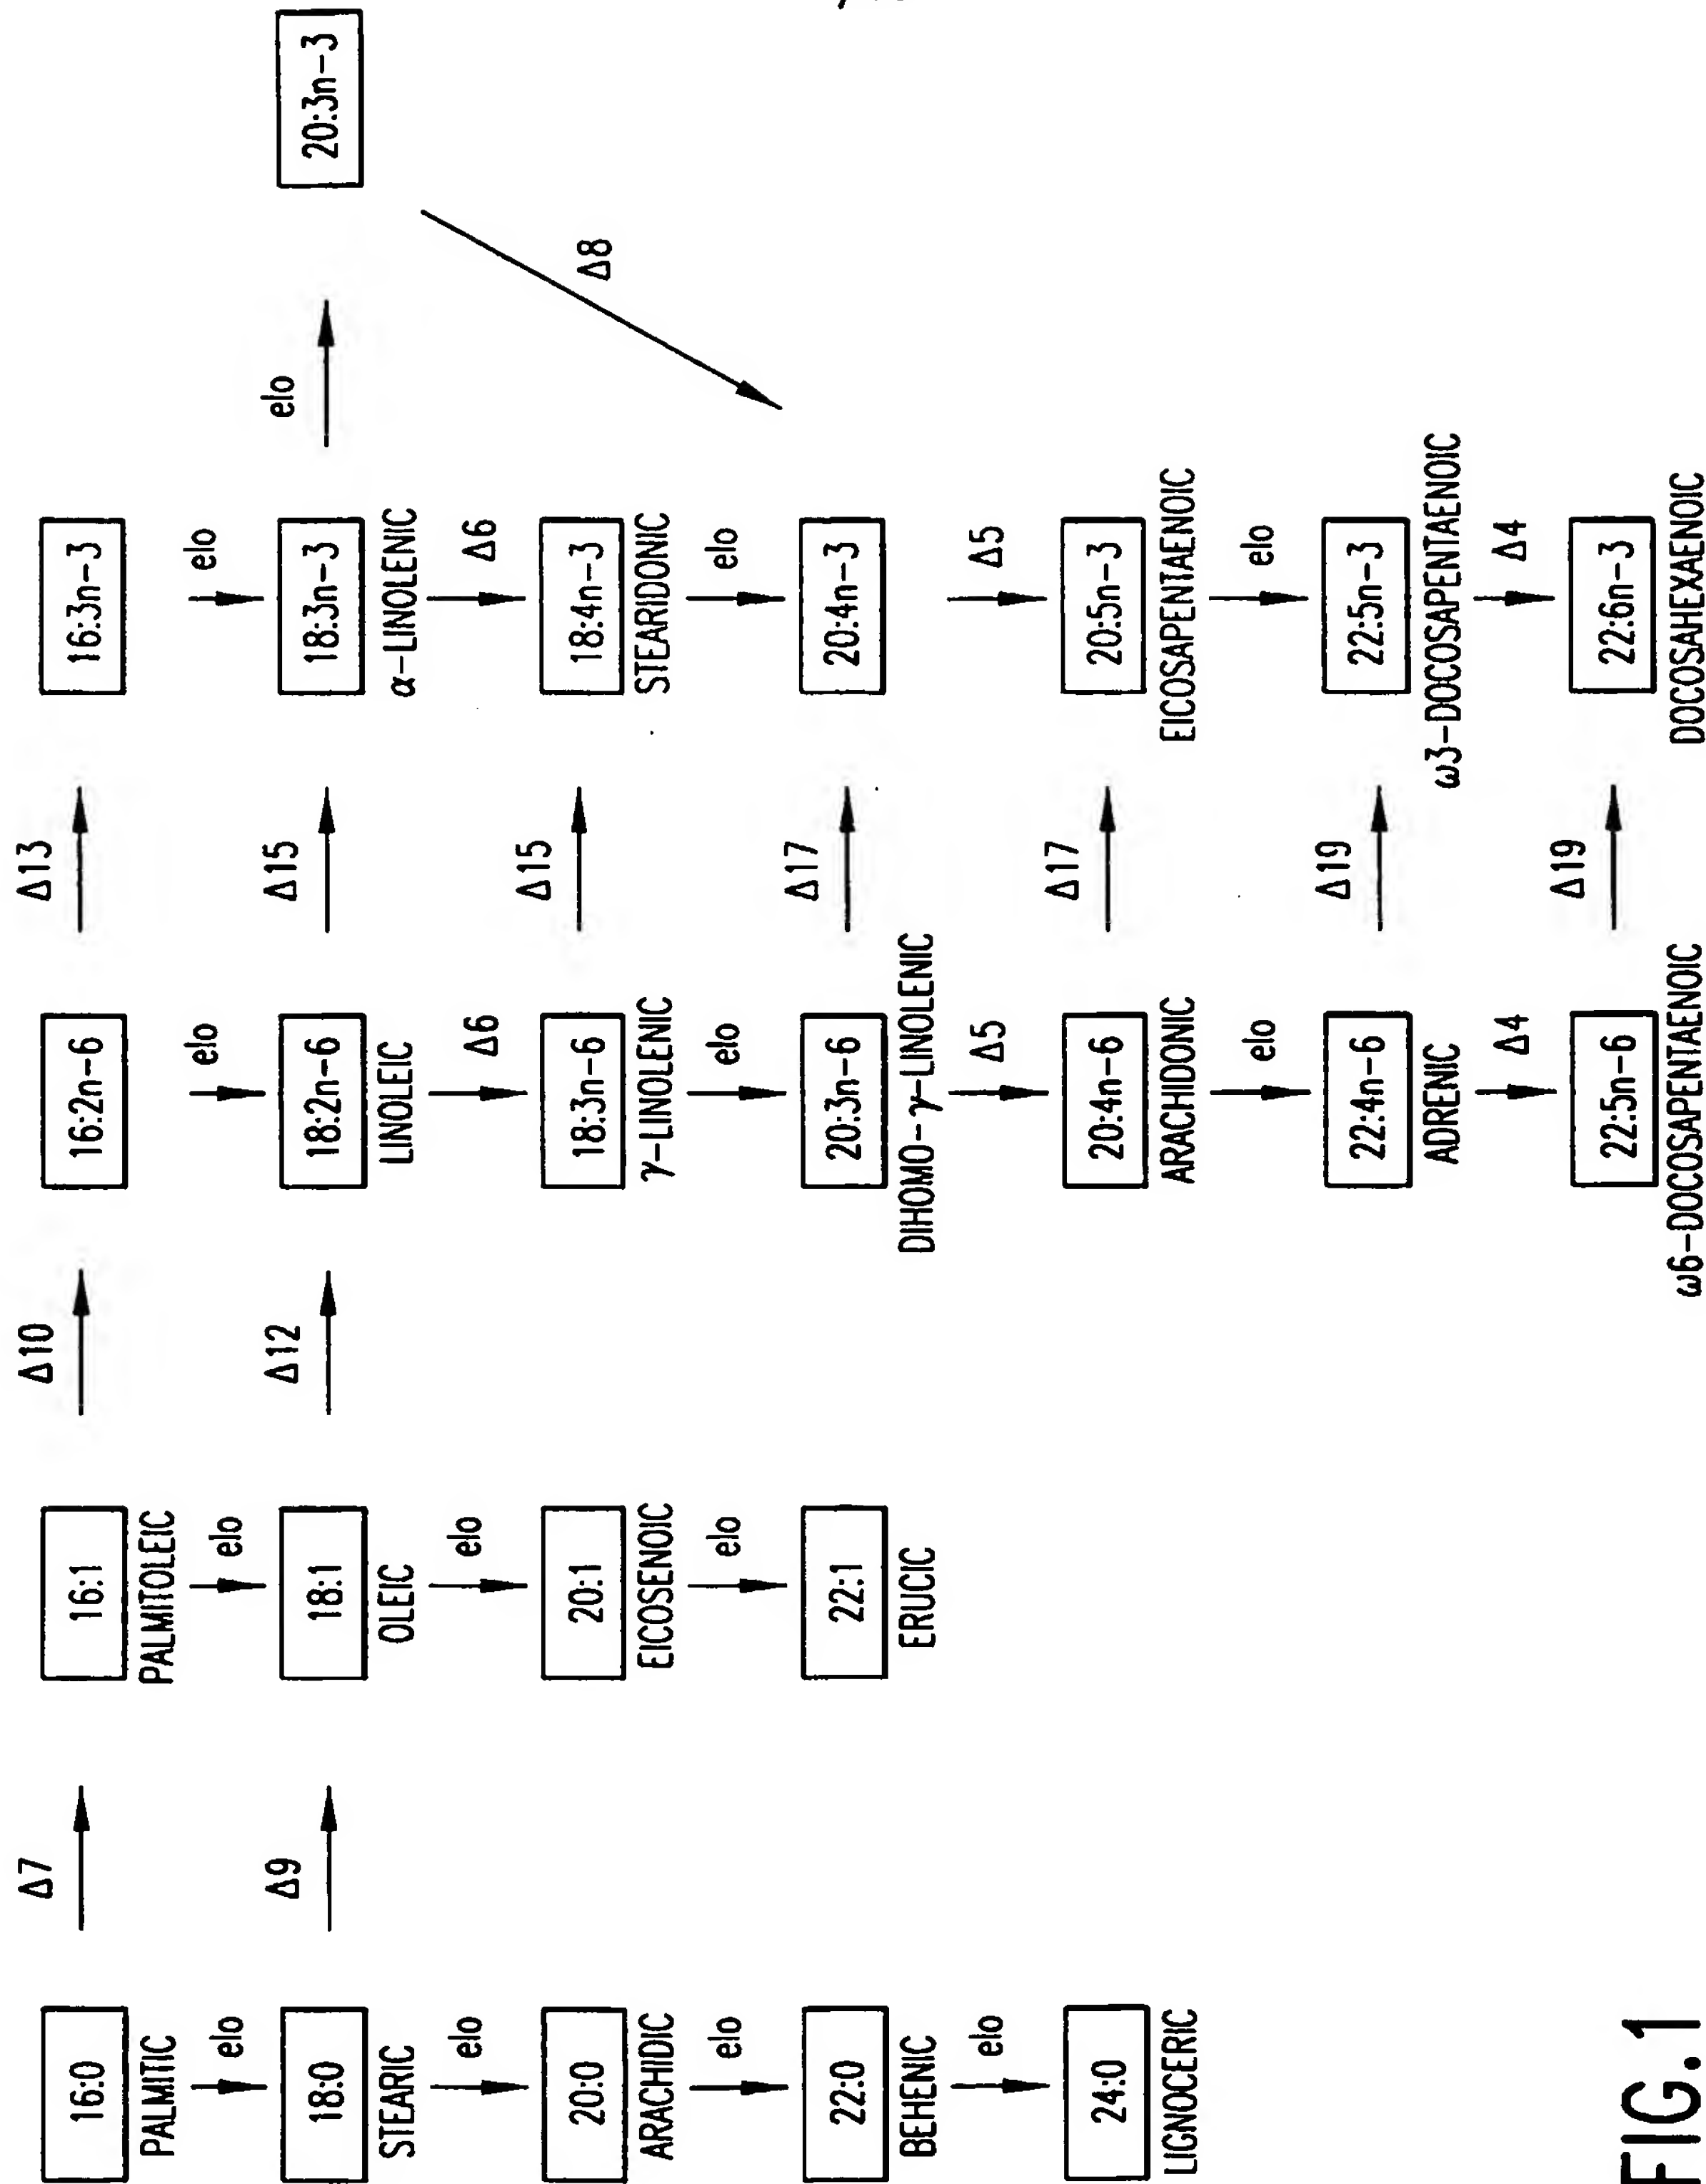 Δ7 Δ10 Δ13
16:0 16:1 16:2n-6 16:3n-3
PALMITIC PALMITOLEIC
elo elo elo elo
Δ9 Δ12 Δ15 elo
18:0 18:1 18:2n-6 18:3n-3 20:3n-3
STEARIC OLEIC LINOLEIC α-LINOLENIC
elo elo Δ6 Δ6
Δ15 Δ8
20:0 20:1 18:3n-6 18:4n-3
ARACHIDIC EICOSENOIC γ-LINOLENIC STEARIDONIC
elo elo elo elo
Δ17
22:0 22:1 20:3n-6 20:4n-3
BEHENIC ERUCIC DIHOMO-γ-LINOLENIC
elo Δ5 Δ5
Δ17
24:0 20:4n-6 20:5n-3
LIGNOCERIC ARACHIDONIC EICOSAPENTAENOIC
elo elo
Δ19
22:4n-6 22:5n-3
ADRENIC ω3-DOCOSAPENTAENOIC
Δ4 Δ4
Δ19
22:5n-6 22:6n-3
ω6-DOCOSAPENTAENOIC DOCOSAHEXAENOIC
FIG.1